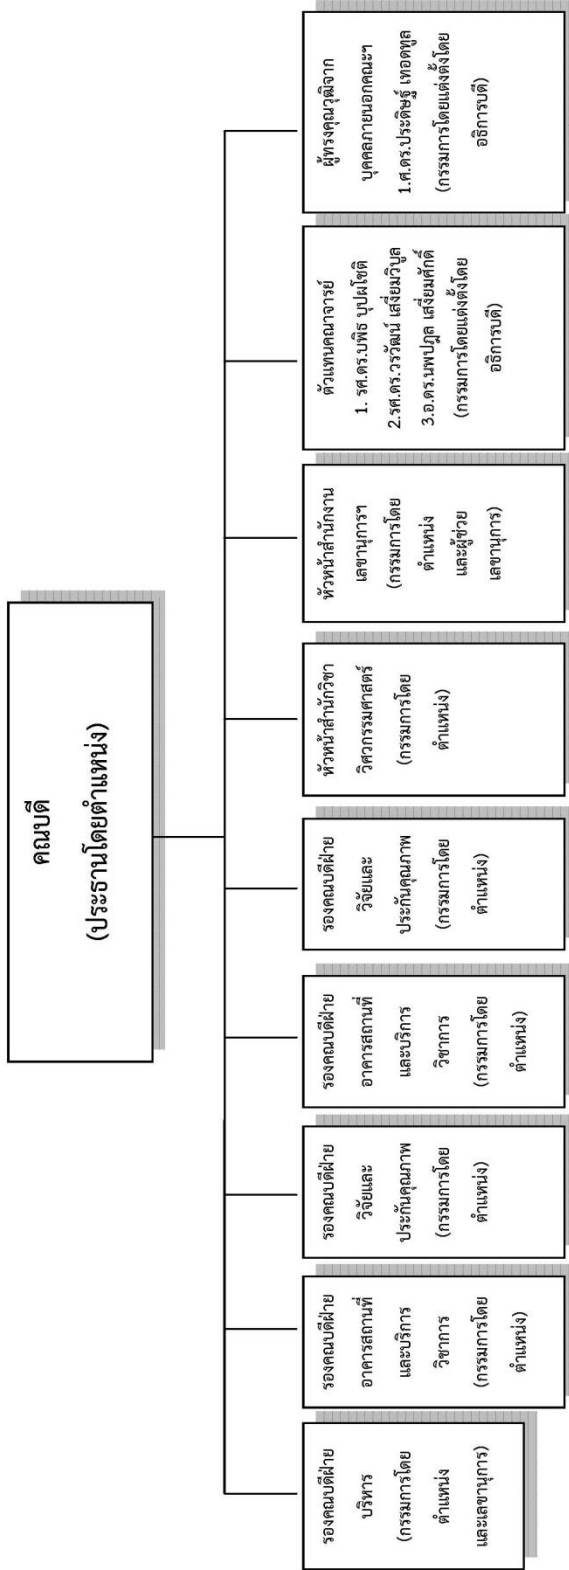 คณบดี
(ประธานโดยตำแหน่ง)
รองคณบดีฝ่าย
บริหาร
(กรรมการโดย
ตำแหน่ง
และเลขานุการ)
รองคณบดีฝ่าย
อาคารสถานที่
และบริการ
วิชาการ
(กรรมการโดย
ตำแหน่ง)
รองคณบดีฝ่าย
วิจัยและ
ประกันคุณภาพ
(กรรมการโดย
ตำแหน่ง)
รองคณบดีฝ่าย
อาคารสถานที่
และบริการ
วิชาการ
(กรรมการโดย
ตำแหน่ง)
รองคณบดีฝ่าย
วิจัยและ
ประกันคุณภาพ
(กรรมการโดย
ตำแหน่ง)
หัวหน้าสำนักวิชา
วิศวกรรมศาสตร์
(กรรมการโดย
ตำแหน่ง)
หัวหน้าสำนักงาน
เลขานุการฯ
(กรรมการโดย
ตำแหน่ง
และผู้ช่วย
เลขานุการ)
ตัวแทนคณาจารย์
1. รศ.ดร.บพิธ บุปผโชติ
2.รศ.ดร.วรวัฒน์ เสงี่ยมวิบูล
3.อ.ดร.นพปฎล เสงี่ยมศักดิ์
(กรรมการโดยแต่งตั้งโดย
อธิการบดี)
ผู้ทรงคุณวุฒิจาก
บุคคลภายนอกคณะฯ
1.ศ.ดร.ประดิษฐ์ เทอดทูล
(กรรมการโดยแต่งตั้งโดย
อธิการบดี)